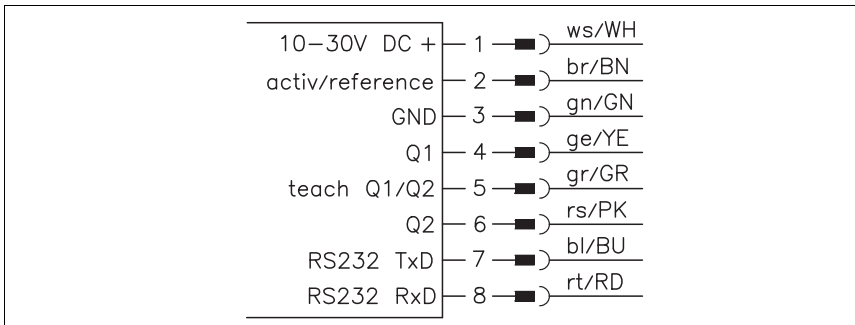 10-30V DC + 1 ws/WH
activ/reference 2 br/BN
GND 3 gn/GN
Q1 4 ge/YE
teach Q1/Q2 5 gr/GR
Q2 6 rs/PK
RS232 TxD 7 bl/BU
RS232 RxD 8 rt/RD